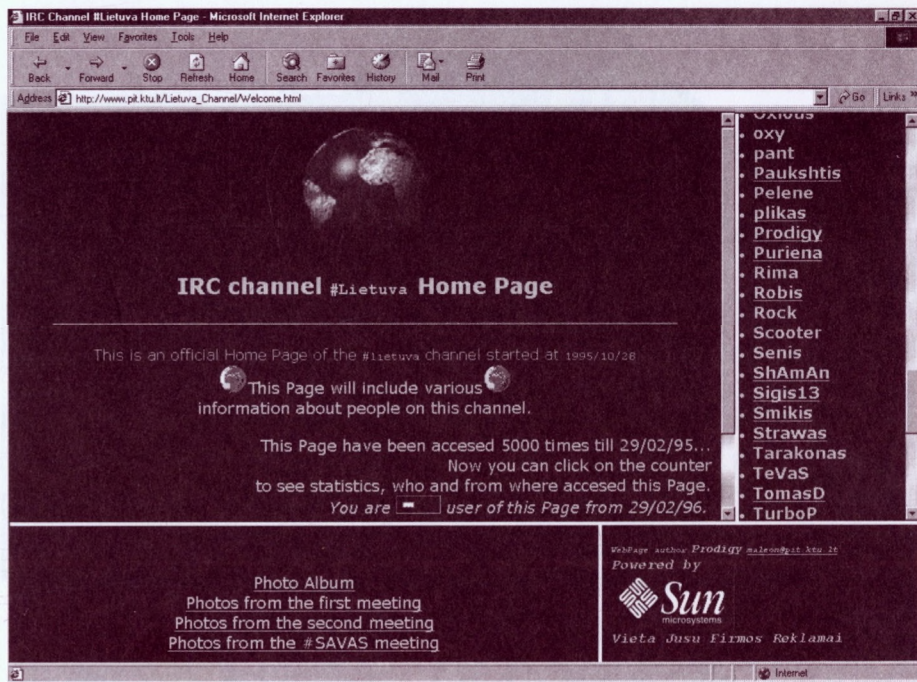 IRC Channel #Lietuva Home Page - Microsoft Internet Explorer
File Edit View Favorites Tools Help
Back Forward Stop Refresh Home Search Favorites History Mail Print
Address http://www.pit.ktu.lt/Lietuva_Channel/Welcome.html Go Links »
IRC channel #Lietuva Home Page
This is an official Home Page of the #lietuva channel started at 1995/10/28
This Page will include various
information about people on this channel.
This Page have been accesed 5000 times till 29/02/95...
Now you can click on the counter
to see statistics, who and from where accesed this Page.
You are user of this Page from 29/02/96.
Oxivus
oxy
pant
Paukshtis
Pelene
plikas
Prodigy
Puriena
Rima
Robis
Rock
Scooter
Senis
ShAmAn
Sigis13
Smikis
Strawas
Tarakonas
TeVaS
TomasD
TurboP
Photo Album
Photos from the first meeting
Photos from the second meeting
Photos from the #SAVAS meeting
WebPage author Prodigy maleon@pit.ktu.lt
Powered by
Sun
microsystems
Vieta Jusu Firmos Reklamai
Internet